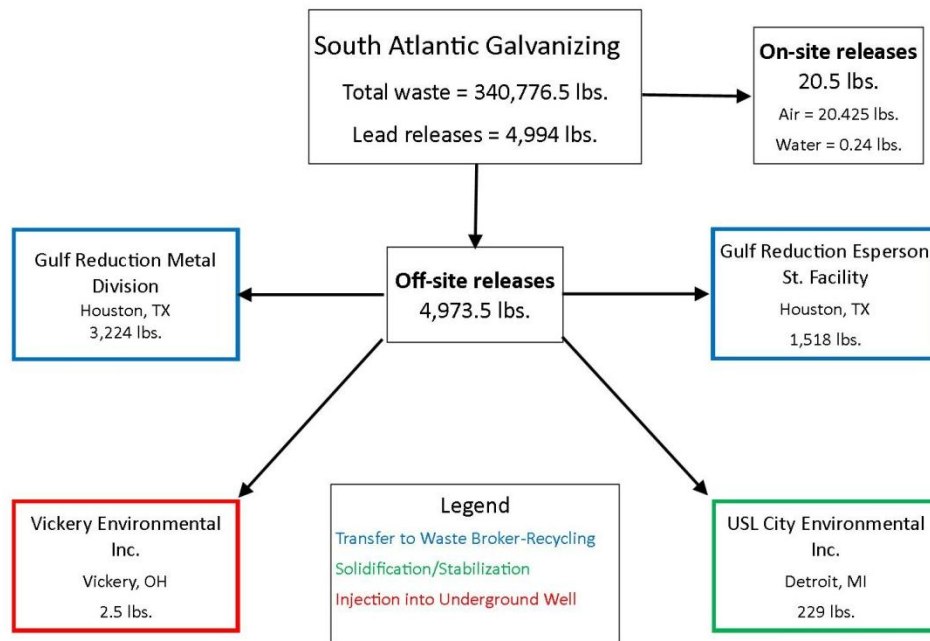 South Atlantic Galvanizing
Total waste = 340,776.5 lbs.
Lead releases = 4,994 lbs.
On-site releases
20.5 lbs.
Air = 20.425 lbs.
Water = 0.24 lbs.
Gulf Reduction Metal
Division
Houston, TX
3,224 lbs.
Off-site releases
4,973.5 lbs.
Gulf Reduction Esperson
St. Facility
Houston, TX
1,518 lbs.
Vickery Environmental
Inc.
Vickery, OH
2.5 lbs.
Legend
Transfer to Waste Broker-Recycling
Solidification/Stabilization
Injection into Underground Well
USL City Environmental
Inc.
Detroit, MI
229 lbs.